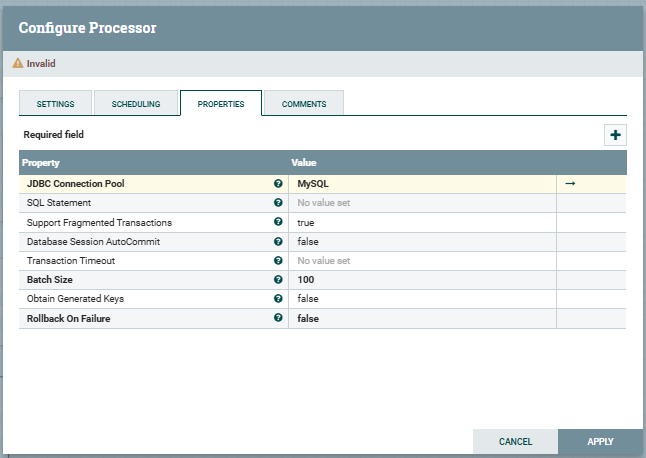 Configure Processor
Invalid
SETTINGS SCHEDULING PROPERTIES COMMENTS
Required field
Property Value
JDBC Connection Pool MySQL
SQL Statement No value set
Support Fragmented Transactions true
Database Session AutoCommit false
Transaction Timeout No value set
Batch Size 100
Obtain Generated Keys false
Rollback On Failure false
CANCEL APPLY